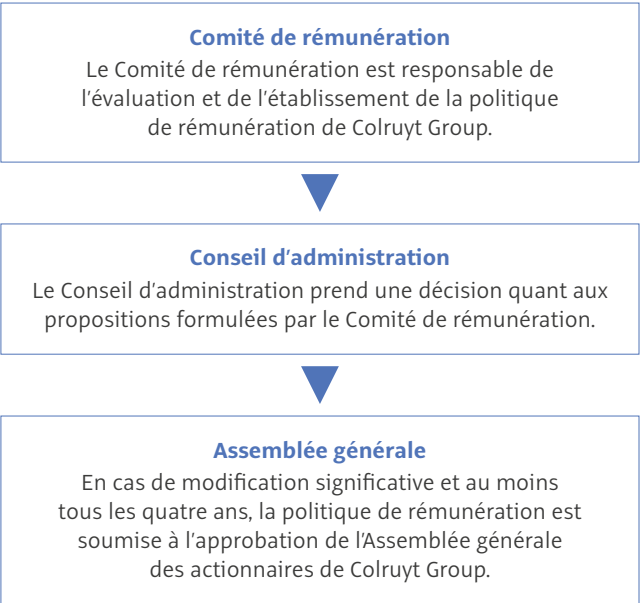 Comité de rémunération
Le Comité de rémunération est responsable de
l'évaluation et de l'établissement de la politique
de rémunération de Colruyt Group.
Conseil d'administration
Le Conseil d'administration prend une décision quant aux
propositions formulées par le Comité de rémunération.
Assemblée générale
En cas de modification significative et au moins
tous les quatre ans, la politique de rémunération est
soumise à l'approbation de l'Assemblée générale
des actionnaires de Colruyt Group.